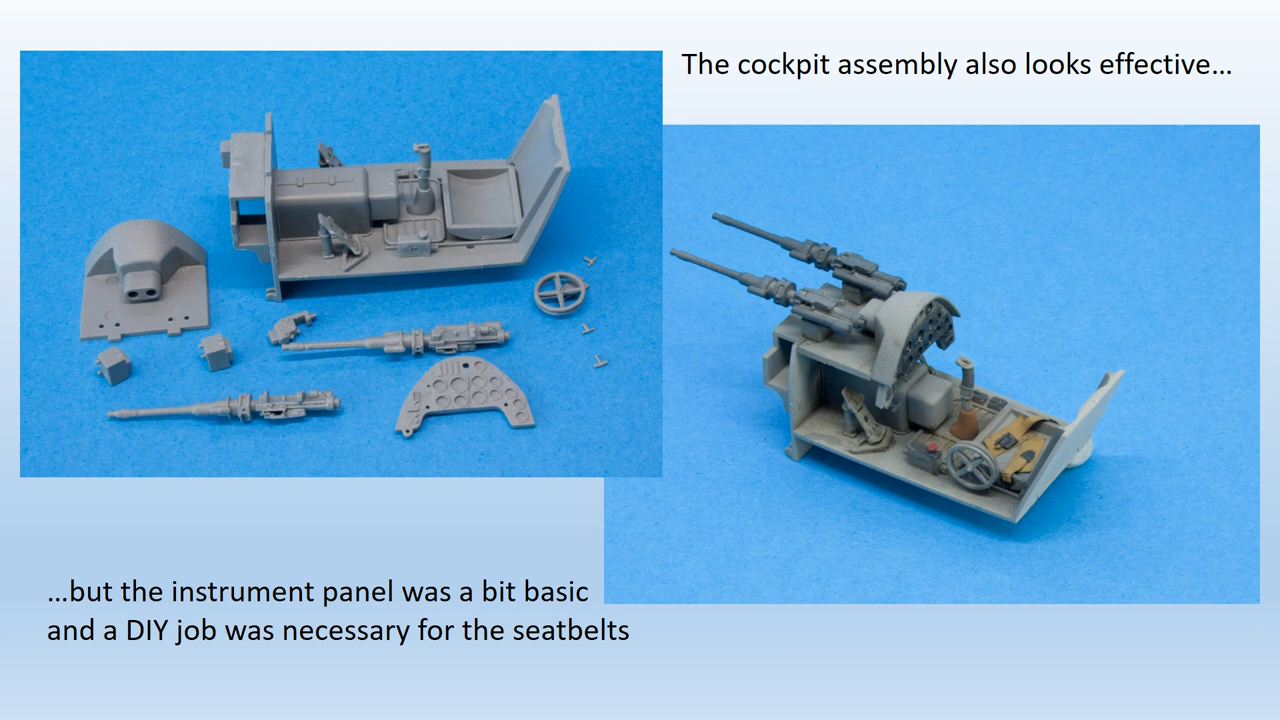 The cockpit assembly also looks effective...
...but the instrument panel was a bit basic
and a DIY job was necessary for the seatbelts